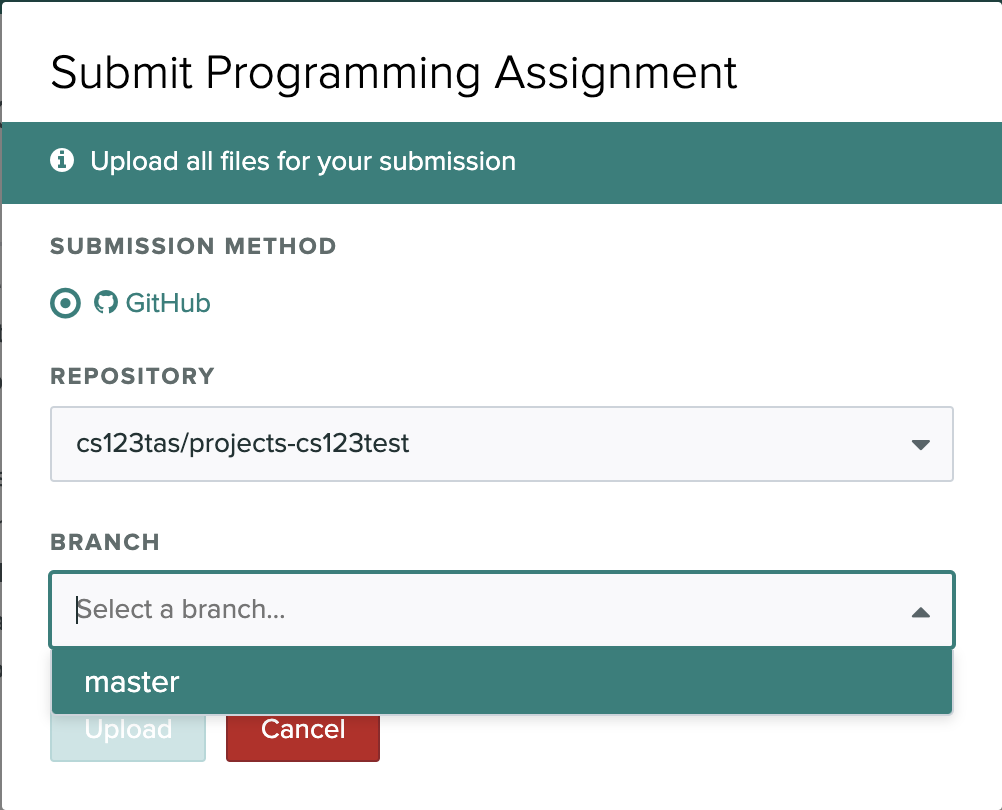 Submit Programming Assignment
Upload all files for your submission
SUBMISSION METHOD
GitHub
REPOSITORY
cs123tas/projects-cs123test
BRANCH
Select a branch...
master
Upload Cancel